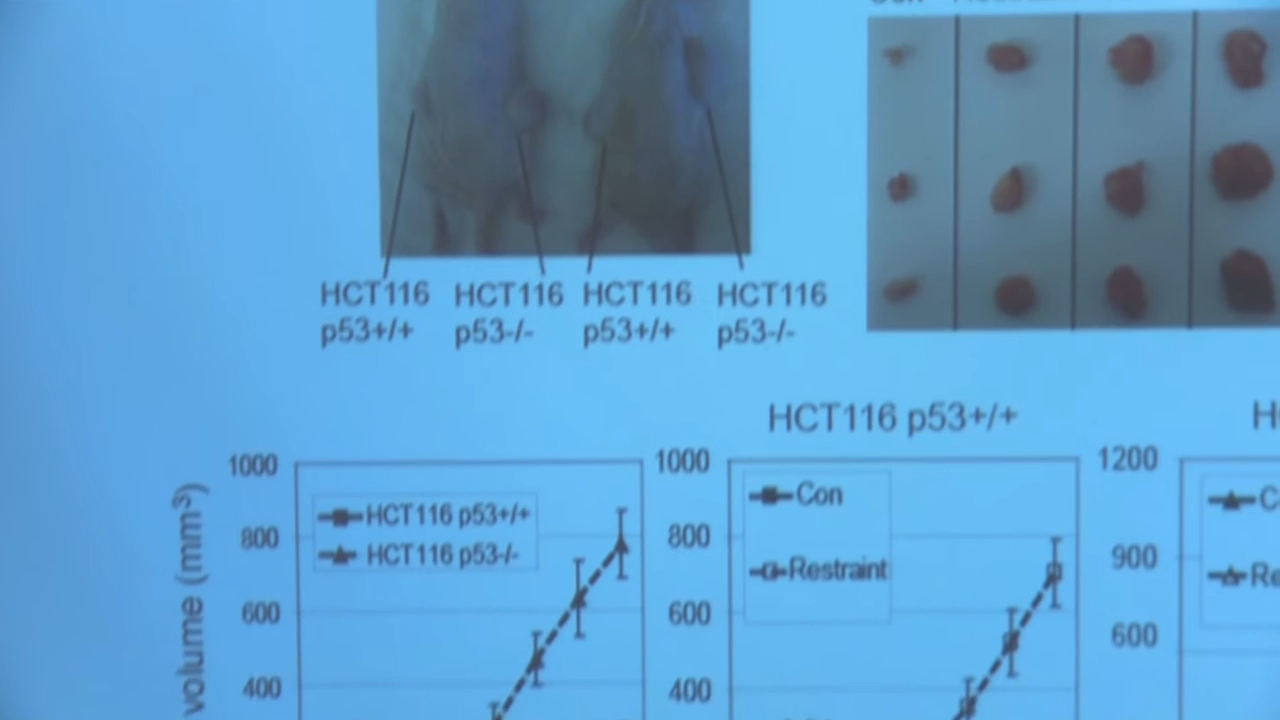 HCT116 HCT116 HCT116 HCT116
p53+/+ p53-/- p53+/+ p53-/-
HCT116 p53+/+
volume (mm³)
1000
800
600
400
HCT116 p53+/+
HCT116 p53-/-
1000
800
600
400
Con
Restraint
1200
900
600